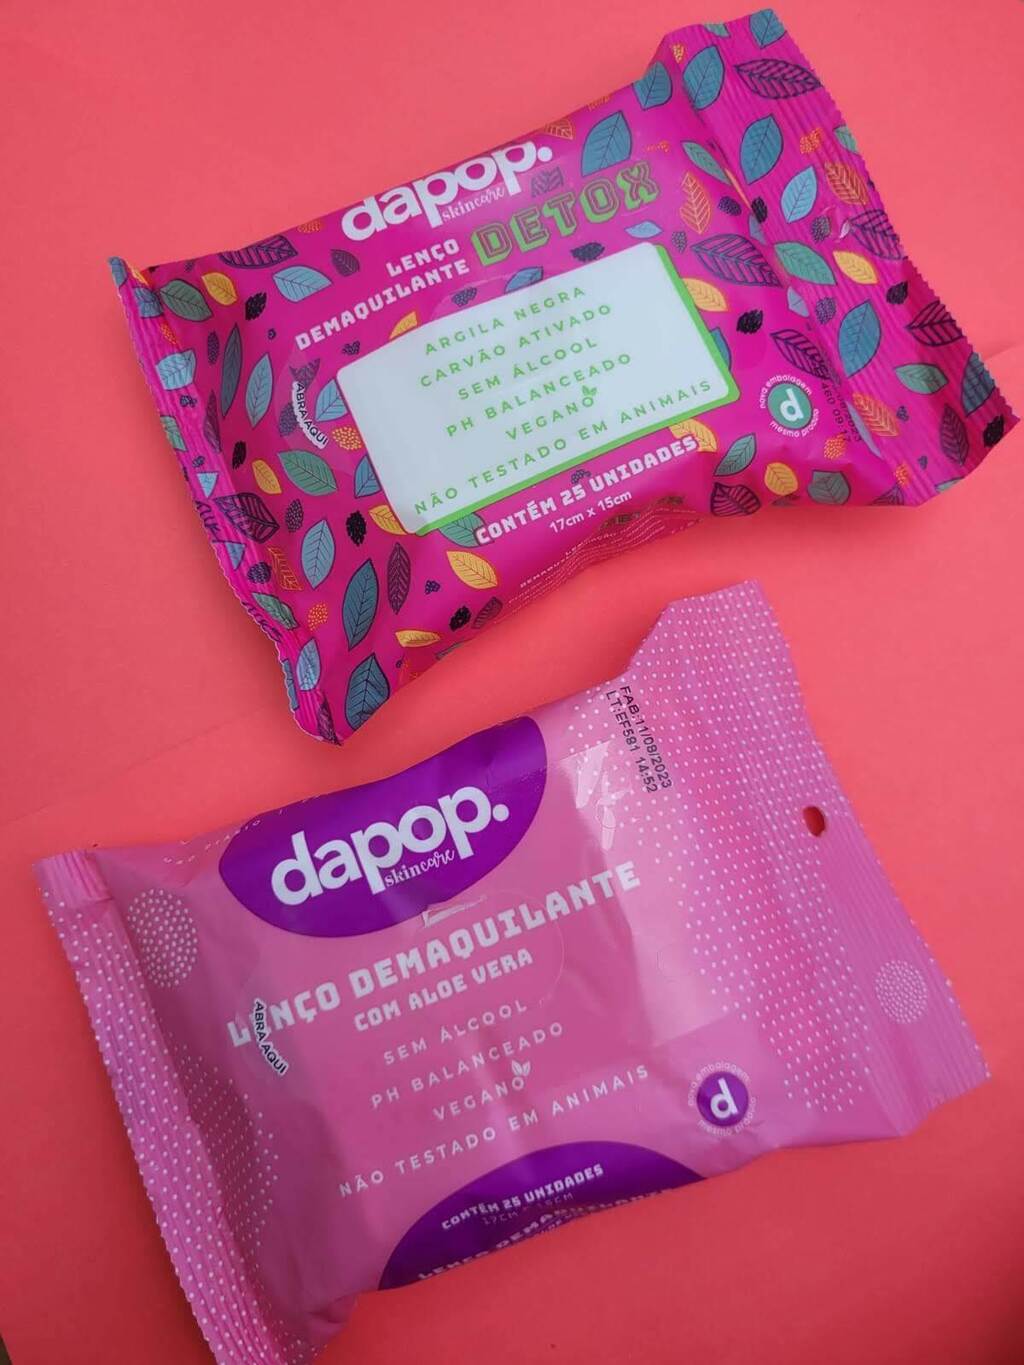 dapop.
skincare
LENÇO
DEMAQUILANTE
DETOX
ARGILA NEGRA
CARVÃO ATIVADO
SEM ÁLCOOL
PH BALANCEADO
VEGANO
NÃO TESTADO EM ANIMAIS
ABRA AQUI
nova embalagem
d
mesmo produto
CONTÉM 25 UNIDADES
17cm x 15cm
FAB:11/08/2023
LT:EF581 14:52
dapop.
skincare
LENÇO DEMAQUILANTE
COM ALOE VERA
ABRA AQUI
SEM ÁLCOOL
PH BALANCEADO
VEGANO
NÃO TESTADO EM ANIMAIS
nova embalagem
d
mesmo produto
CONTÉM 25 UNIDADES
17CM X 15CM